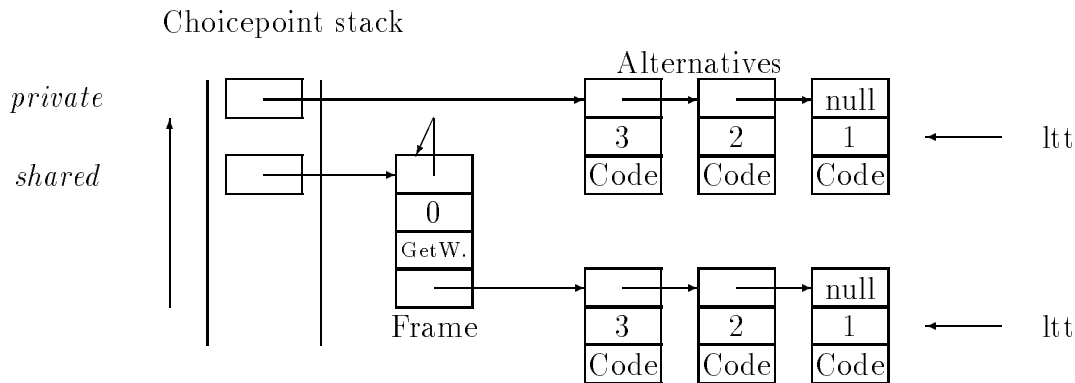 Choicepoint stack
Alternatives
private
null
3 2 1
ltt
shared
Code Code Code
0
GetW.
null
Frame
3 2 1
ltt
Code Code Code